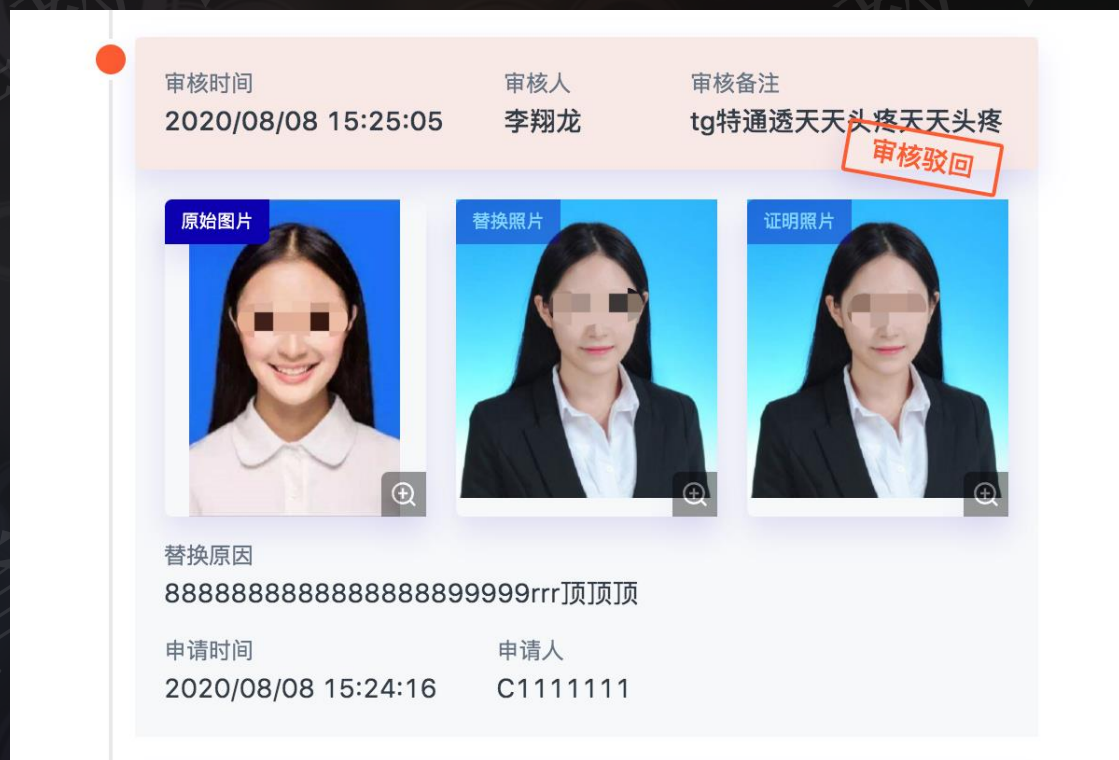 审核时间 审核人 审核备注
2020/08/08 15:25:05 李翔龙 tg特通透天天头疼天天头疼
审核驳回
原始图片 替换照片 证明照片
替换原因
8888888888888888899999rrr顶顶顶
申请时间 申请人
2020/08/08 15:24:16 C1111111